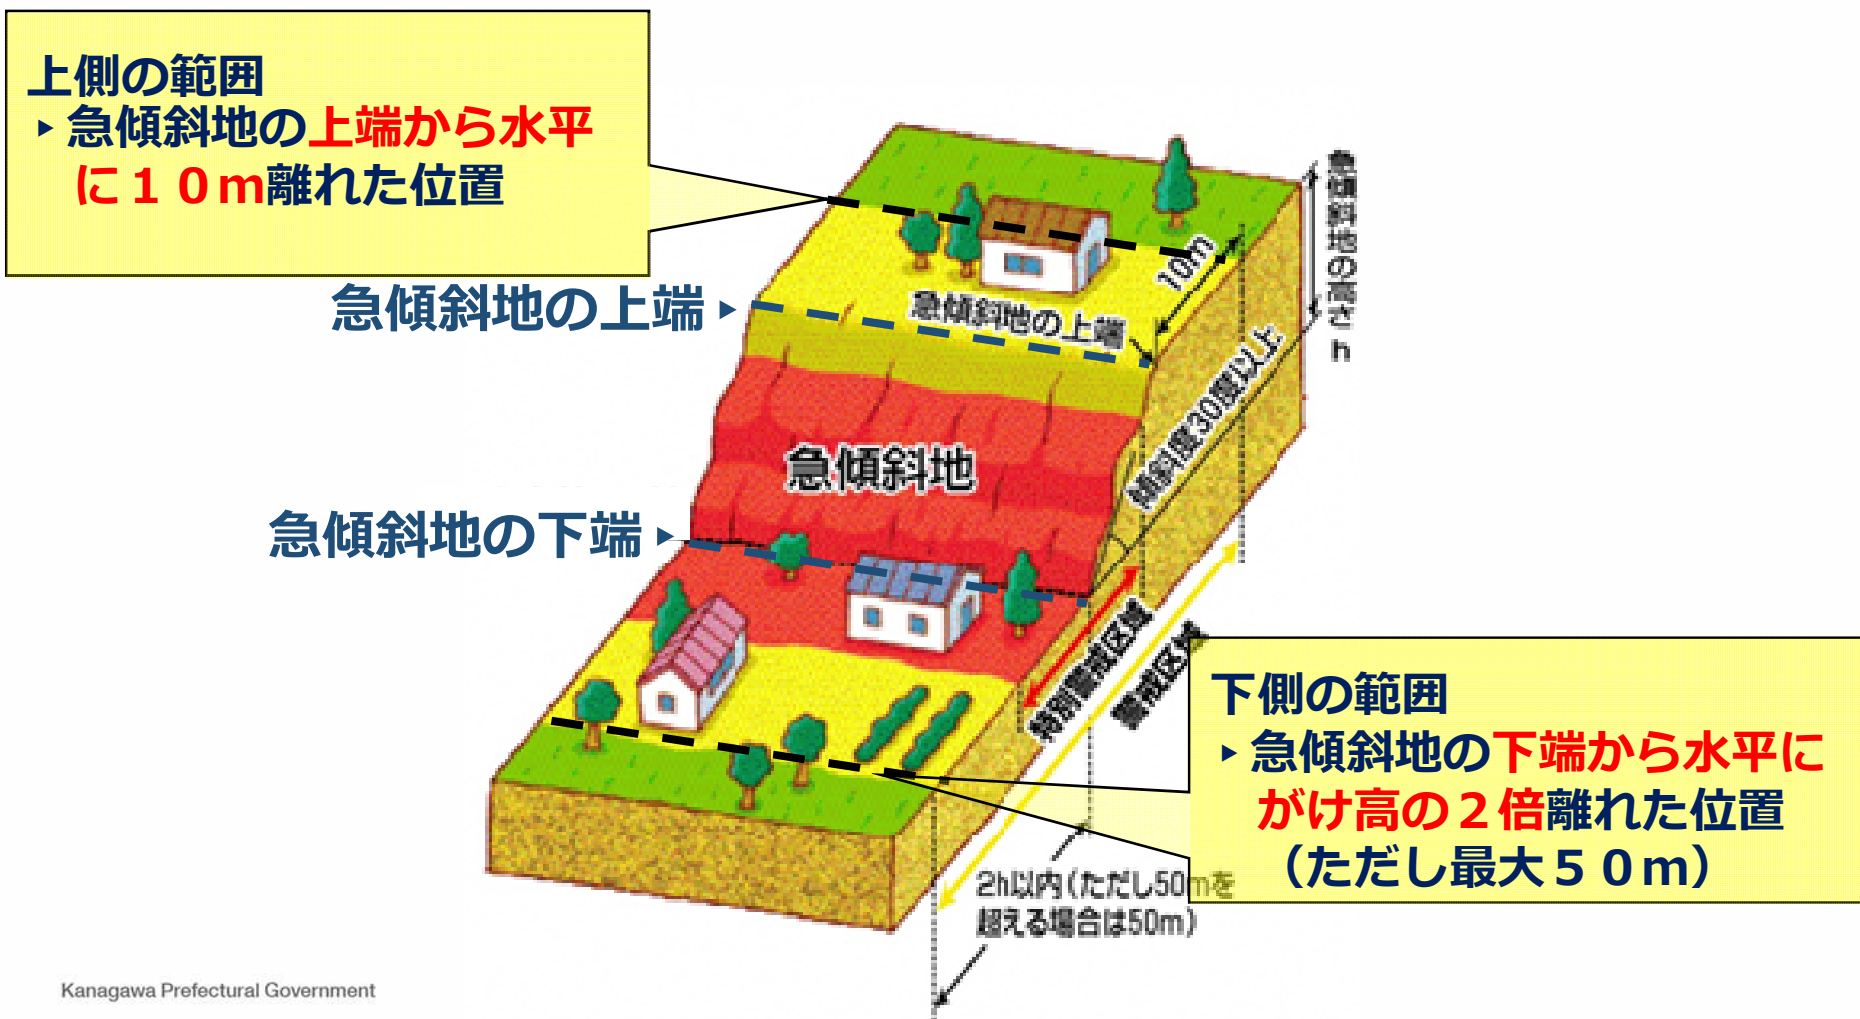 上側の範囲
▸急傾斜地の上端から水平
に１０ｍ離れた位置
急傾斜地の上端▸
急傾斜地の上端
10m
急傾斜地の高さ h
傾斜度30度以上
急傾斜地
急傾斜地の下端▸
特別警戒区域
警戒区域
下側の範囲
▸急傾斜地の下端から水平に
がけ高の２倍離れた位置
（ただし最大５０ｍ）
2h以内(ただし50mを
超える場合は50m)
Kanagawa Prefectural Government